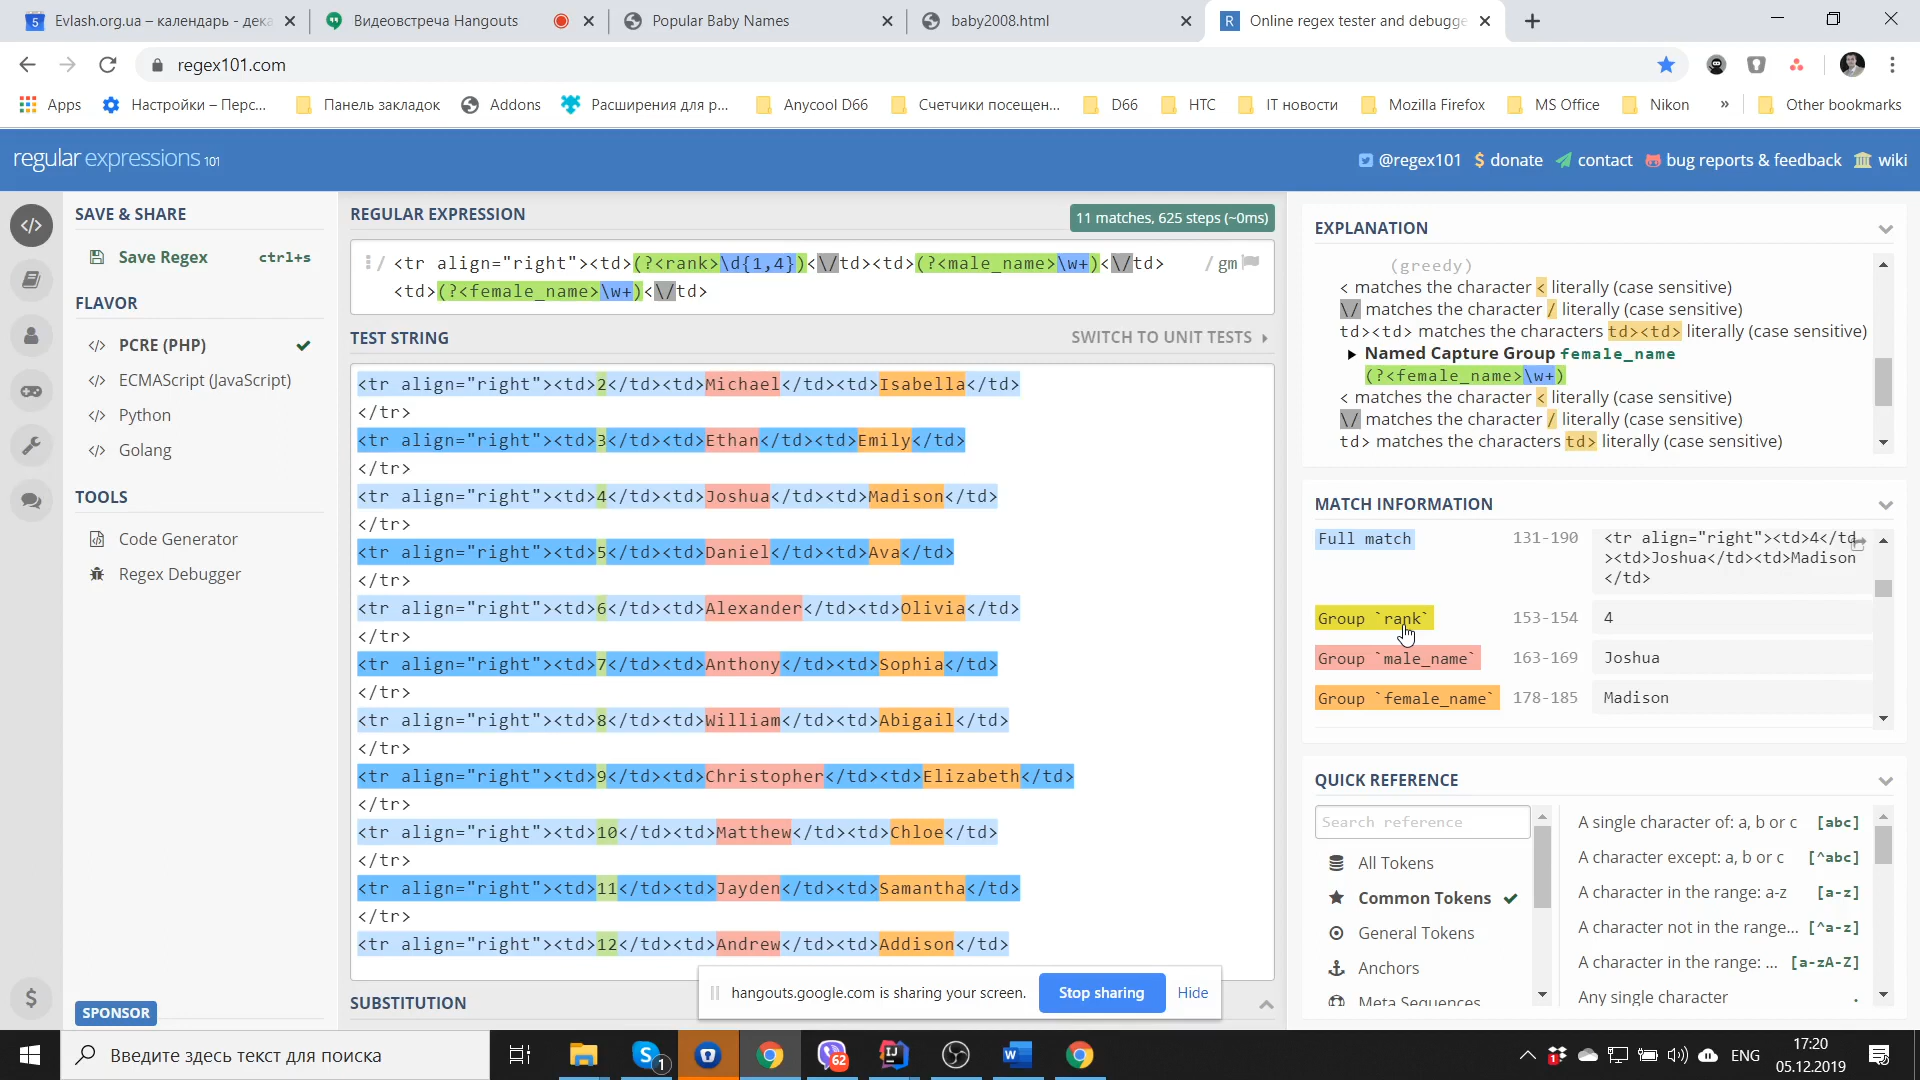 5 Evlash.org.ua – календарь - дека
Видеовстреча Hangouts
Popular Baby Names
baby2008.html
R Online regex tester and debugge
regex101.com
Apps
Настройки – Перс...
Панель закладок
Addons
Расширения для р...
Anycool D66
Счетчики посещен...
D66
HTC
IT новости
Mozilla Firefox
MS Office
Nikon
»
Other bookmarks
regular expressions 101
@regex101
$ donate
contact
bug reports & feedback
wiki
SAVE & SHARE
Save Regex ctrl+s
FLAVOR
</> PCRE (PHP)
</> ECMAScript (JavaScript)
</> Python
</> Golang
TOOLS
Code Generator
Regex Debugger
$
SPONSOR
REGULAR EXPRESSION
11 matches, 625 steps (~0ms)
/ <tr align="right"><td>(?<rank>\d{1,4})<\/td><td>(?<male_name>\w+)<\/td> / gm
<td>(?<female_name>\w+)<\/td>
TEST STRING
SWITCH TO UNIT TESTS
<tr align="right"><td>2</td><td>Michael</td><td>Isabella</td>
</tr>
<tr align="right"><td>3</td><td>Ethan</td><td>Emily</td>
</tr>
<tr align="right"><td>4</td><td>Joshua</td><td>Madison</td>
</tr>
<tr align="right"><td>5</td><td>Daniel</td><td>Ava</td>
</tr>
<tr align="right"><td>6</td><td>Alexander</td><td>Olivia</td>
</tr>
<tr align="right"><td>7</td><td>Anthony</td><td>Sophia</td>
</tr>
<tr align="right"><td>8</td><td>William</td><td>Abigail</td>
</tr>
<tr align="right"><td>9</td><td>Christopher</td><td>Elizabeth</td>
</tr>
<tr align="right"><td>10</td><td>Matthew</td><td>Chloe</td>
</tr>
<tr align="right"><td>11</td><td>Jayden</td><td>Samantha</td>
</tr>
<tr align="right"><td>12</td><td>Andrew</td><td>Addison</td>
SUBSTITUTION
hangouts.google.com is sharing your screen.
Stop sharing
Hide
EXPLANATION
(greedy)
< matches the character < literally (case sensitive)
\/ matches the character / literally (case sensitive)
td><td> matches the characters td><td> literally (case sensitive)
Named Capture Group female_name
(?<female_name>\w+)
< matches the character < literally (case sensitive)
\/ matches the character / literally (case sensitive)
td> matches the characters td> literally (case sensitive)
MATCH INFORMATION
Full match 131-190 <tr align="right"><td>4</td
><td>Joshua</td><td>Madison
</td>
Group `rank` 153-154 4
Group `male_name` 163-169 Joshua
Group `female_name` 178-185 Madison
QUICK REFERENCE
Search reference
All Tokens
Common Tokens
General Tokens
Anchors
Meta Sequences
A single character of: a, b or c [abc]
A character except: a, b or c [^abc]
A character in the range: a-z [a-z]
A character not in the range... [^a-z]
A character in the range: ... [a-zA-Z]
Any single character .
Введите здесь текст для поиска
1
62
W
ENG
17:20
05.12.2019